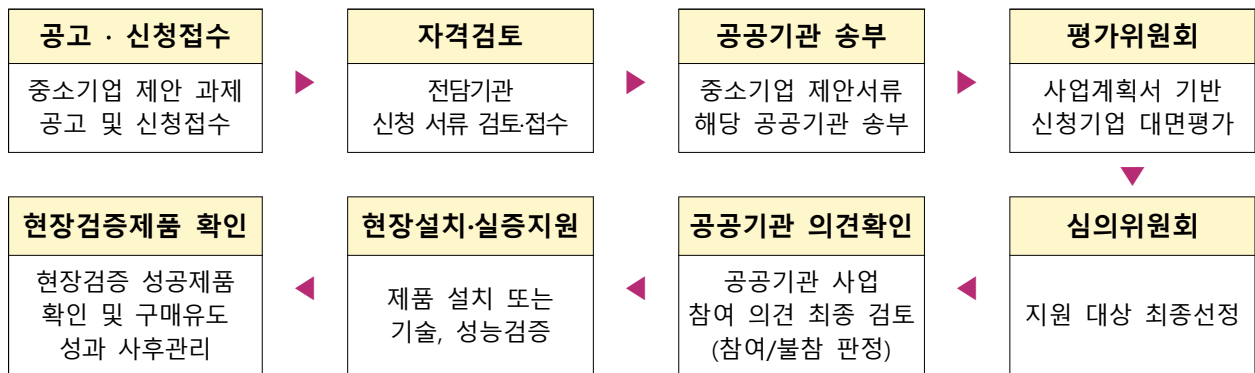 공고 · 신청접수
중소기업 제안 과제
공고 및 신청접수
자격검토
전담기관
신청 서류 검토·접수
공공기관 송부
중소기업 제안서류
해당 공공기관 송부
평가위원회
사업계획서 기반
신청기업 대면평가
심의위원회
지원 대상 최종선정
공공기관 의견확인
공공기관 사업
참여 의견 최종 검토
(참여/불참 판정)
현장설치·실증지원
제품 설치 또는
기술, 성능검증
현장검증제품 확인
현장검증 성공제품
확인 및 구매유도
성과 사후관리